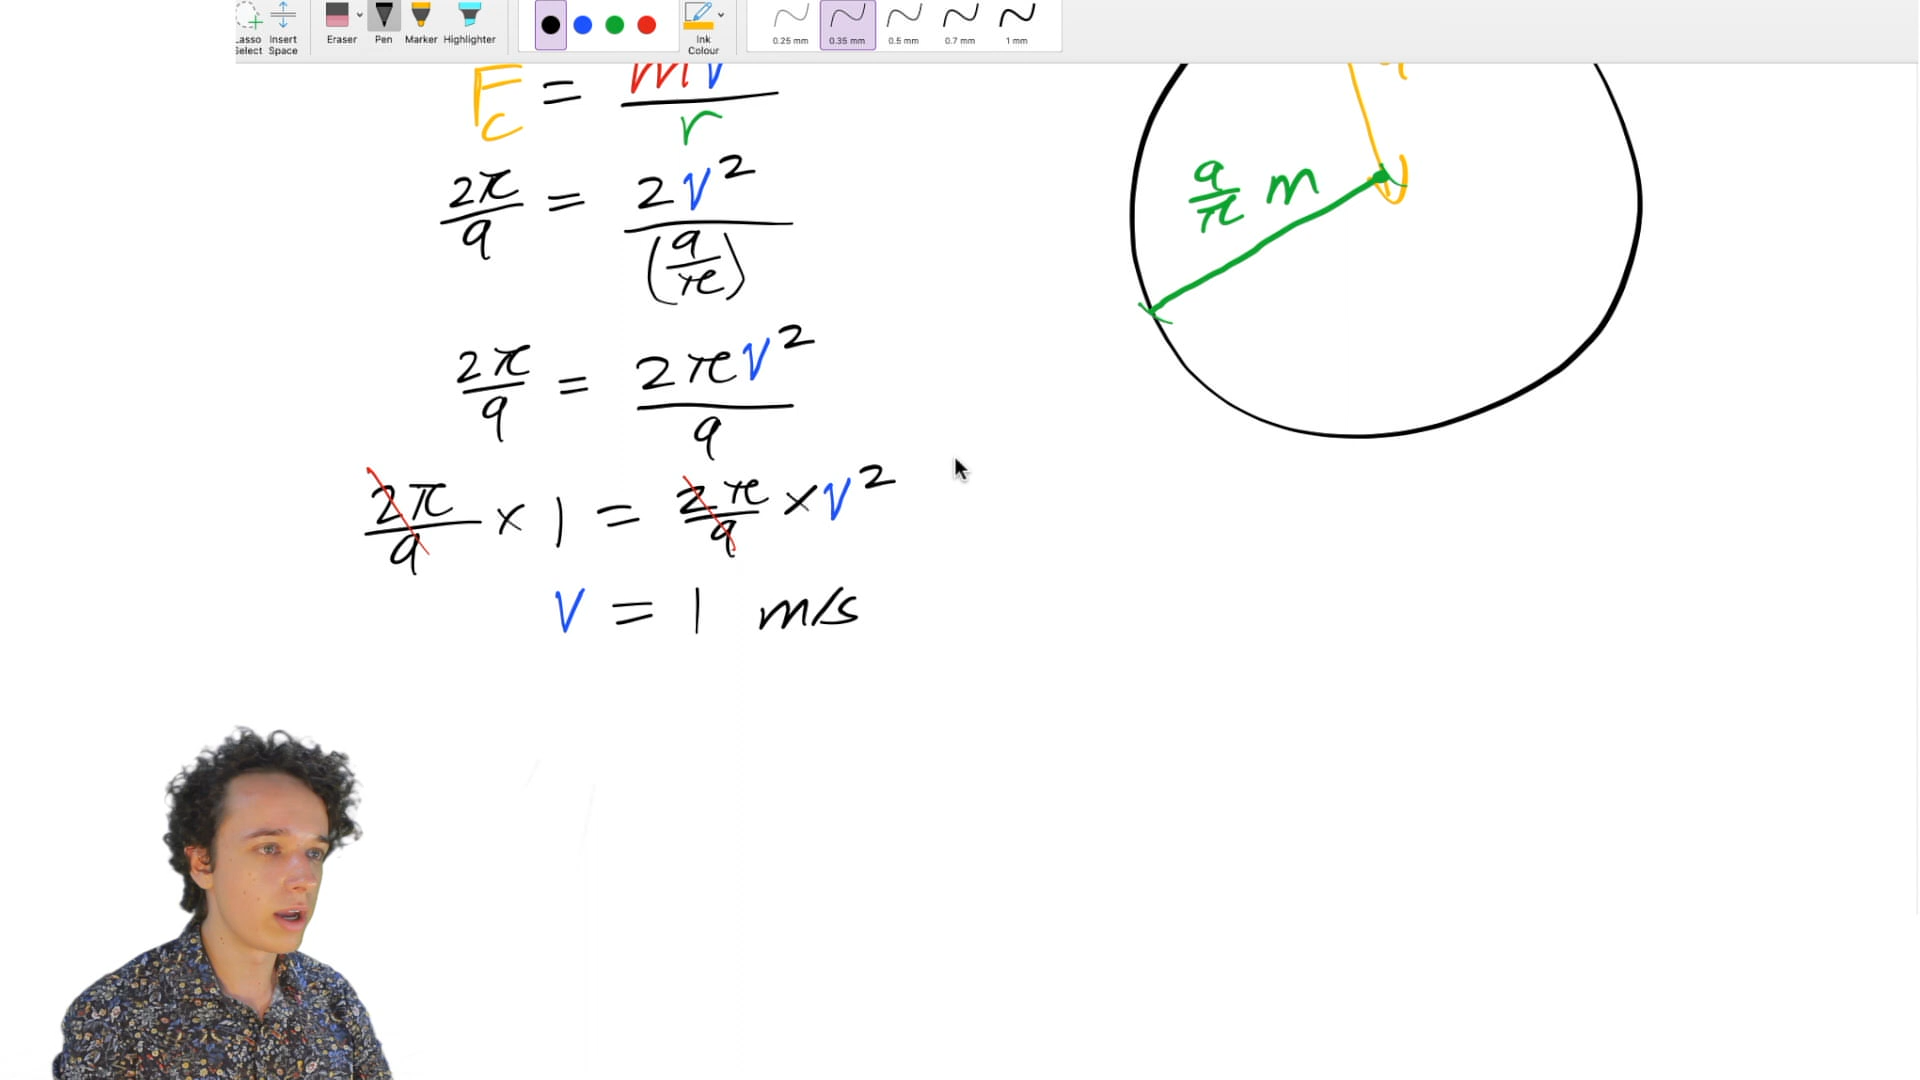 Lasso Select
Insert Space
Eraser
Pen
Marker
Highlighter
Ink Colour
0.25 mm
0.35 mm
0.5 mm
0.7 mm
1 mm
Fc = mv / r
2π/9 = 2v² / (9/π)
2π/9 = 2πv² / 9
2π/9 × 1 = 2π/9 × v²
v = 1 m/s
9/π m